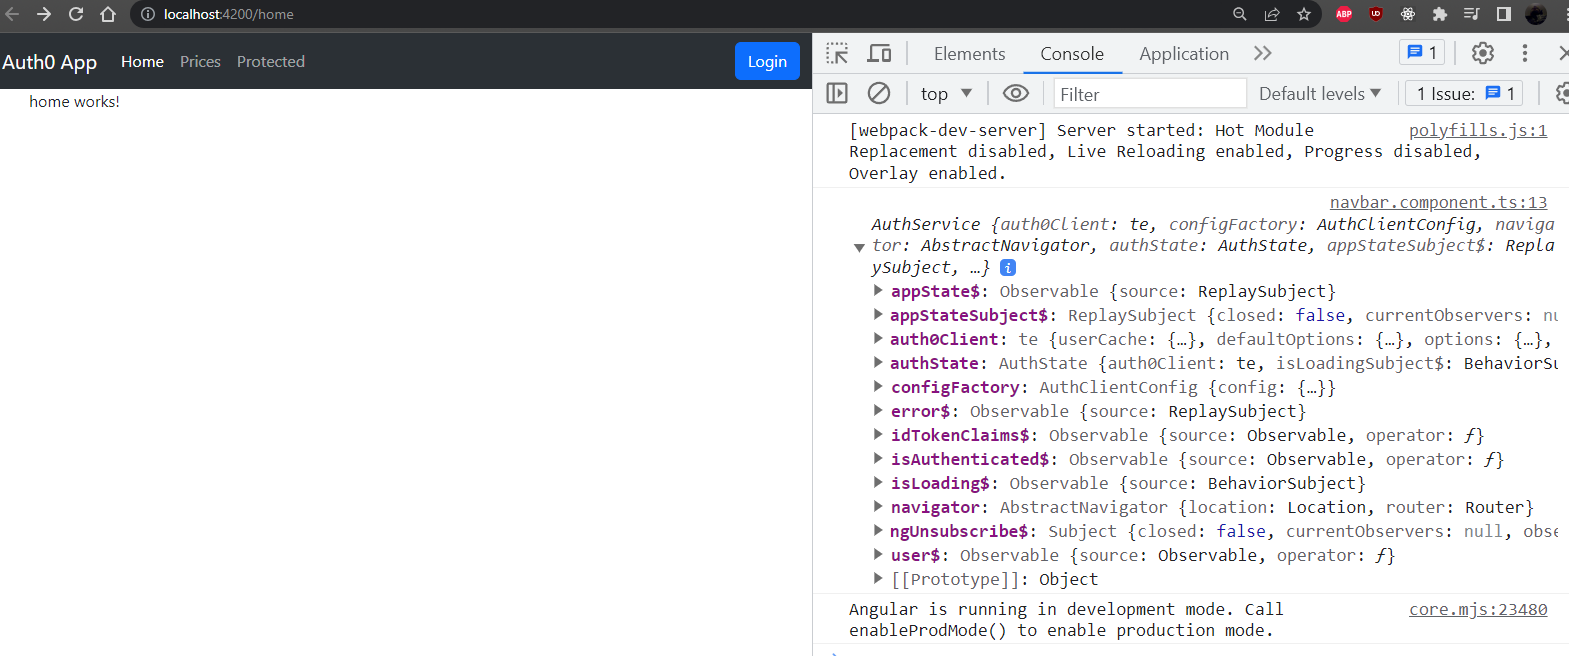 localhost:4200/home
ABP
Auth0 App Home Prices Protected Login
home works!
Elements Console Application 1
top Filter Default levels 1 Issue: 1
[webpack-dev-server] Server started: Hot Module polyfills.js:1
Replacement disabled, Live Reloading enabled, Progress disabled,
Overlay enabled.
navbar.component.ts:13
AuthService {auth0Client: te, configFactory: AuthClientConfig, naviga
tor: AbstractNavigator, authState: AuthState, appStateSubject$: Repla
ySubject, …} i
appState$: Observable {source: ReplaySubject}
appStateSubject$: ReplaySubject {closed: false, currentObservers: nu
auth0Client: te {userCache: {…}, defaultOptions: {…}, options: {…},
authState: AuthState {auth0Client: te, isLoadingSubject$: BehaviorSu
configFactory: AuthClientConfig {config: {…}}
error$: Observable {source: ReplaySubject}
idTokenClaims$: Observable {source: Observable, operator: ƒ}
isAuthenticated$: Observable {source: Observable, operator: ƒ}
isLoading$: Observable {source: BehaviorSubject}
navigator: AbstractNavigator {location: Location, router: Router}
ngUnsubscribe$: Subject {closed: false, currentObservers: null, obse
user$: Observable {source: Observable, operator: ƒ}
[[Prototype]]: Object
Angular is running in development mode. Call core.mjs:23480
enableProdMode() to enable production mode.